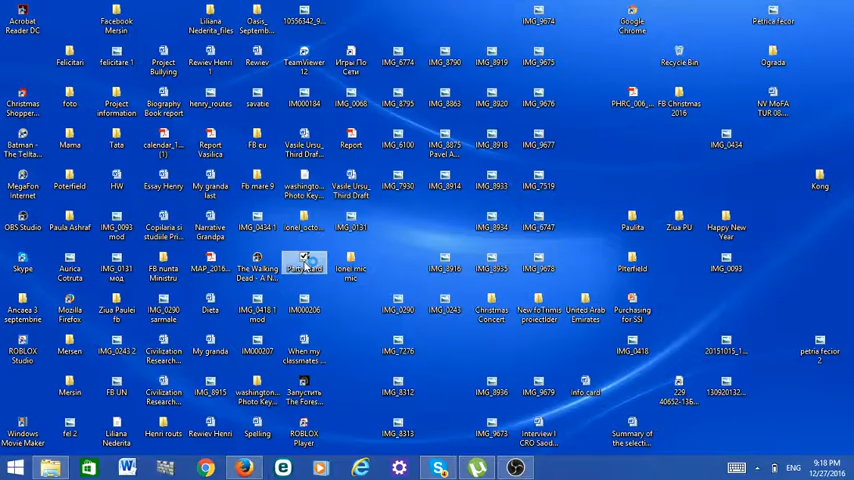 Acrobat
Reader DC
Facebook
Mersin
Liliana
Nederita_files
Oasis_
Septemb...
10556342_9...
IMG_9674
Google
Chrome
Petrica fecor
Felicitari
felicitare 1
Project
Bullying
Rewiev Henri
1
Rewiev
TeamViewer
12
Игры По
Сети
IMG_6774
IMG_8790
IMG_8919
IMG_9675
Recycle Bin
Ograda
Christmas
Shopper...
foto
Project
information
Biography
Book report
henry_routes
savatie
IM000184
IMG_0068
IMG_8795
IMG_8863
IMG_8920
IMG_9676
PHRC_006_...
FB Christmas
2016
NV MoFA
TUR 08....
Batman -
The Tellta...
Mama
Tata
calendar_1...
(1)
Report
Vasilica
FB eu
Vasile Ursu_
Third Draf...
Report
IMG_6100
IMG_8875
Pavel A...
IMG_8918
IMG_9677
IMG_0434
MegaFon
Internet
Poterfield
HW
Essay Henry
My granda
last
Fb mare 9
washington...
Photo Key...
Vasile Ursu_
Third Draft
IMG_7930
IMG_8914
IMG_8933
IMG_7519
Kong
OBS Studio
Paula Ashraf
IMG_0093
mod
Copilaria si
studiile Pri...
Narrative
Grandpa
IMG_0434.1
Ionel_octo...
IMG_0131
IMG_8934
IMG_6747
Paulita
Ziua PU
Happy New
Year
Skype
Aurica
Cotruta
IMG_0131
мод
FB nunta
Ministru
MAP_2016...
The Walking
Dead - A N...
Ionel mic
mic
IMG_8916
IMG_8935
IMG_9678
Plterfield
IMG_0093
Ancaea 3
septembrie
Mozilla
Firefox
Ziua Paulei
fb
IMG_0290
sarmale
Dieta
IMG_0418.1
mod
IM000206
IMG_0290
IMG_0243
Christmas
Concert
New foTrimis
proiectlder
United Arab
Emirates
Purchasing
for SSI
ROBLOX
Studio
Mersen
IMG_0243.2
Civilization
Research...
My granda
IM000207
When my
classmates ...
IMG_7276
IMG_0418
20151015_1...
petria fecior
2
Mersin
FB UN
Civilization
Research...
IMG_8915
washington...
Photo Key...
Запустить
The Fores...
IMG_8312
IMG_8936
IMG_9679
Info card
229
40652-13Б...
130920132...
Windows
Movie Maker
fel 2
Liliana
Nederita
Henri routs
Rewiev Henri
Spelling
ROBLOX
Player
IMG_8313
IMG_9673
Interview I
CRO Saod...
Summary of
the selecti...
ENG
9:18 PM
12/27/2016